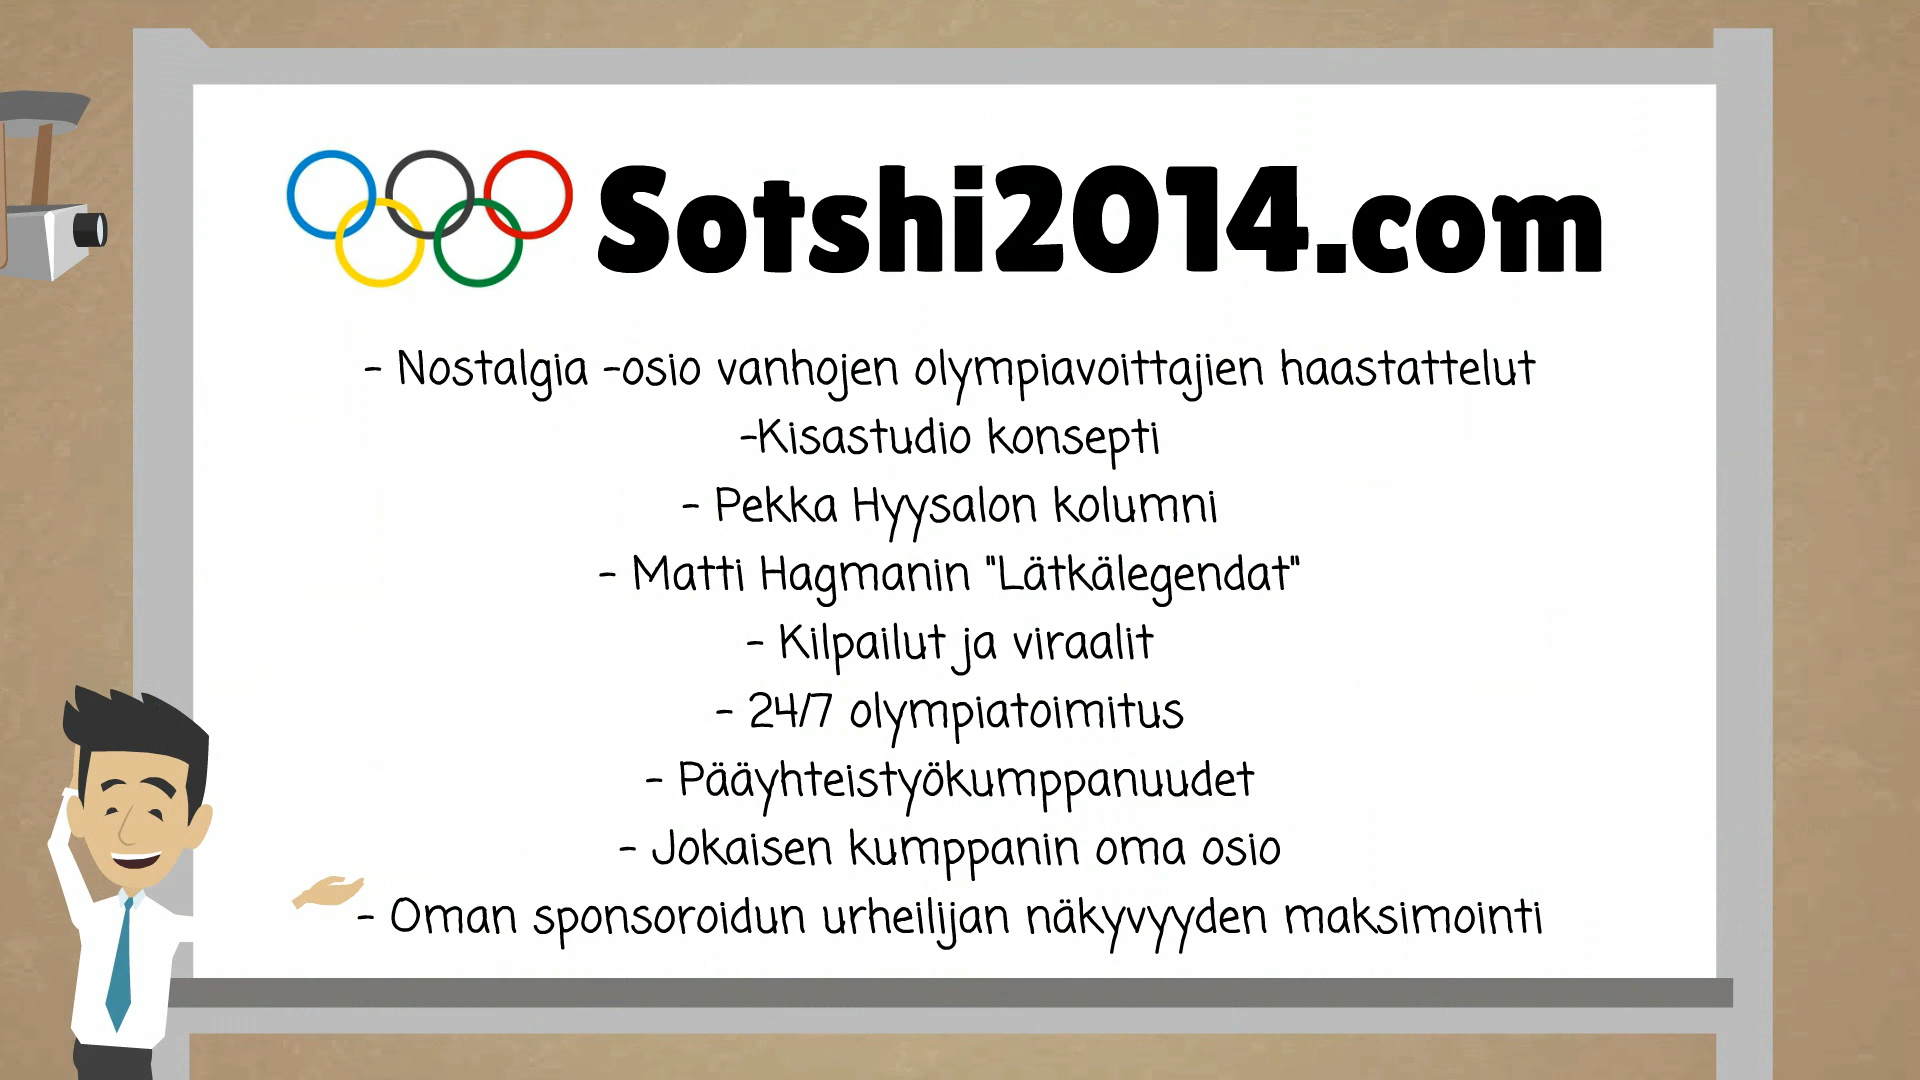 Sotshi2014.com
- Nostalgia -osio vanhojen olympiavoittajien haastattelut
-Kisastudio konsepti
- Pekka Hyysalon kolumni
- Matti Hagmanin "Lätkälegendat"
- Kilpailut ja viraalit
- 24/7 olympiatoimitus
- Pääyhteistyökumppanuudet
- Jokaisen kumppanin oma osio
- Oman sponsoroidun urheilijan näkyvyyden maksimointi